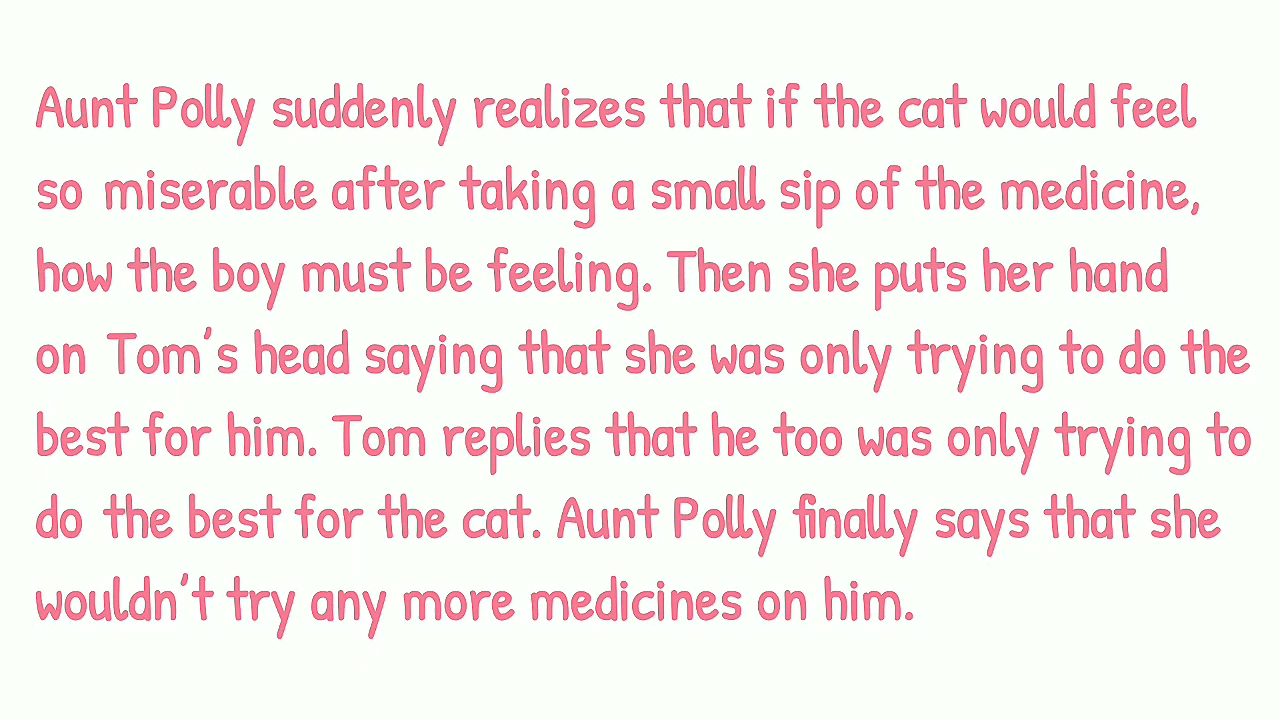 Aunt Polly suddenly realizes that if the cat would feel
so miserable after taking a small sip of the medicine,
how the boy must be feeling. Then she puts her hand
on Tom's head saying that she was only trying to do the
best for him. Tom replies that he too was only trying to
do the best for the cat. Aunt Polly finally says that she
wouldn't try any more medicines on him.